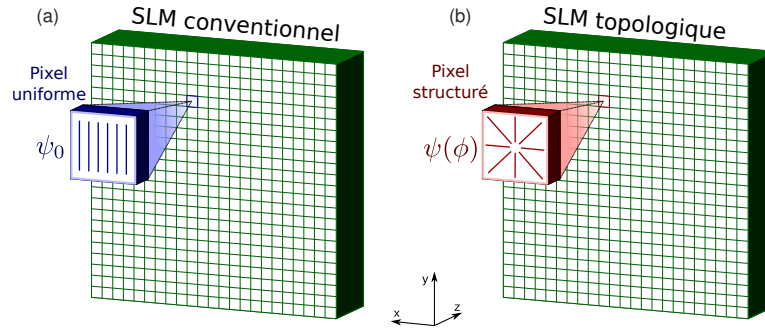 (a)
SLM conventionnel
Pixel
uniforme
ψ₀
(b)
SLM topologique
Pixel
structuré
ψ(ϕ)
y
x
z